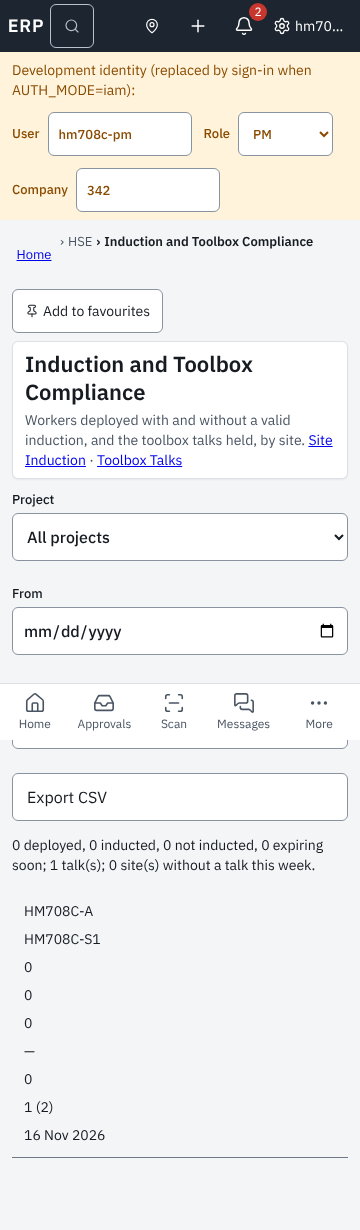 ERP
2
hm70...
Development identity (replaced by sign-in when
AUTH_MODE=iam):
User
hm708c-pm
Role
PM
Company
342
Home
› HSE › Induction and Toolbox Compliance
Add to favourites
Induction and Toolbox
Compliance
Workers deployed with and without a valid
induction, and the toolbox talks held, by site. Site
Induction · Toolbox Talks
Project
All projects
From
mm/dd/yyyy
Home
Approvals
Scan
Messages
More
Export CSV
0 deployed, 0 inducted, 0 not inducted, 0 expiring
soon; 1 talk(s); 0 site(s) without a talk this week.
HM708C-A
HM708C-S1
0
0
0
—
0
1 (2)
16 Nov 2026